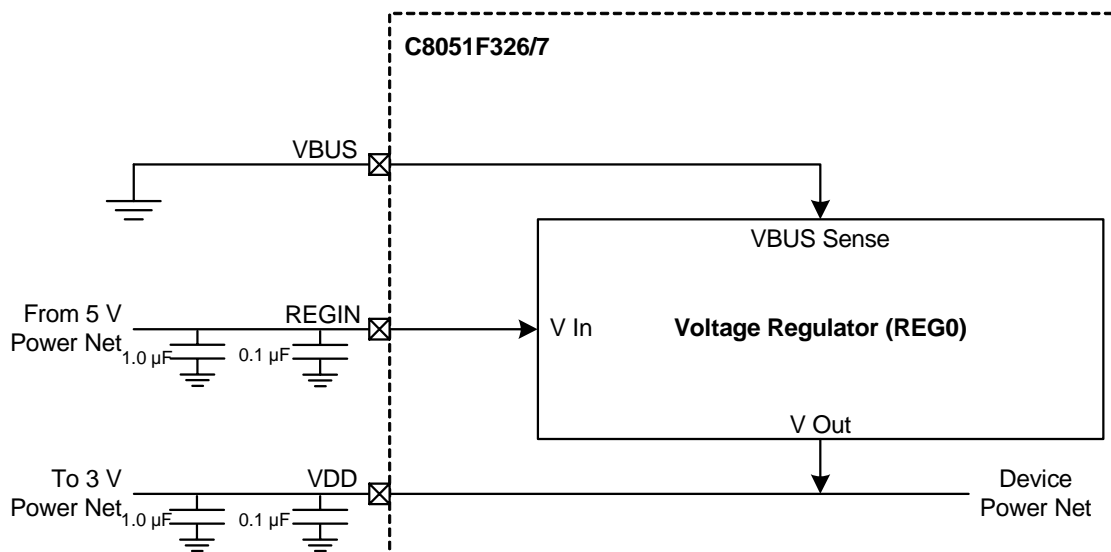 C8051F326/7
VBUS
VBUS Sense
From 5 V
Power Net
REGIN
V In
Voltage Regulator (REG0)
1.0 µF
0.1 µF
V Out
To 3 V
Power Net
VDD
Device
Power Net
1.0 µF
0.1 µF